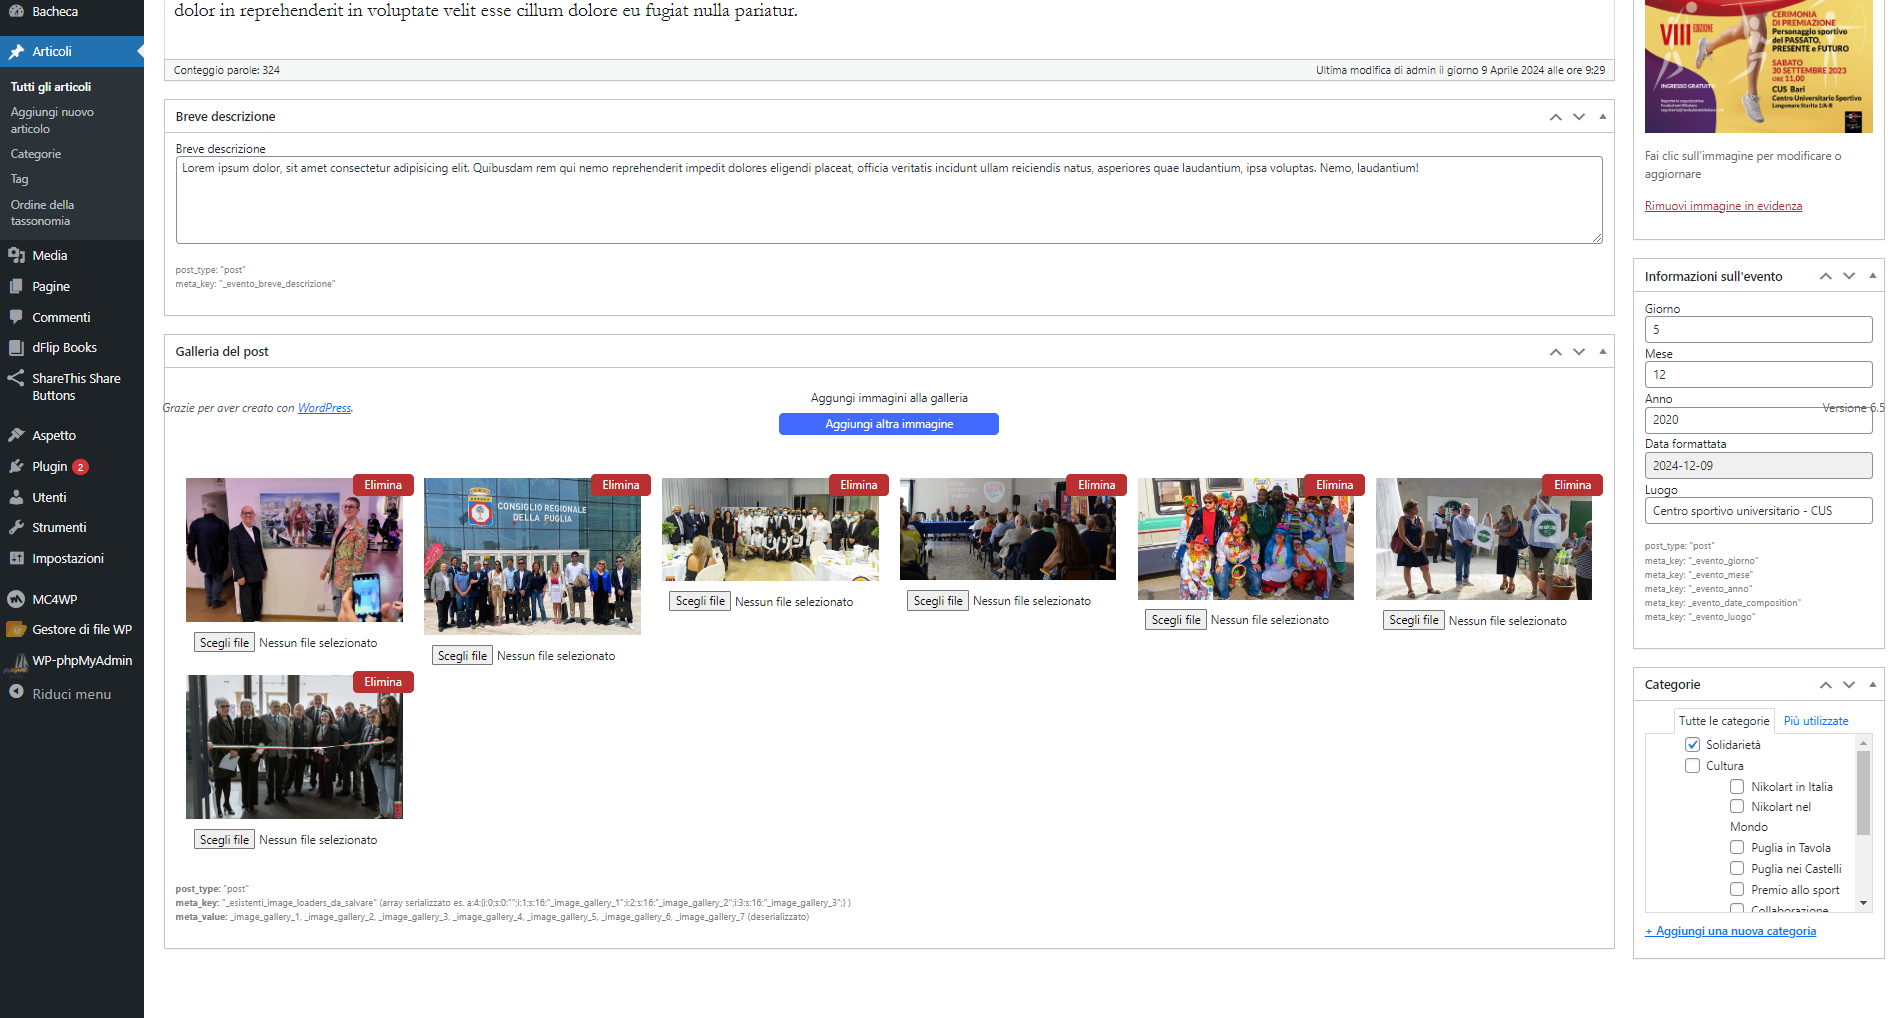 Bacheca
Articoli
Tutti gli articoli
Aggiungi nuovo
articolo
Categorie
Tag
Ordine della
tassonomia
Media
Pagine
Commenti
dFlip Books
ShareThis Share
Buttons
Aspetto
Plugin 2
Utenti
Strumenti
Impostazioni
MC4WP
Gestore di file WP
WP-phpMyAdmin
Riduci menu
dolor in reprehenderit in voluptate velit esse cillum dolore eu fugiat nulla pariatur.
Conteggio parole: 324
Ultima modifica di admin il giorno 9 Aprile 2024 alle ore 9:29
Breve descrizione
Breve descrizione
Lorem ipsum dolor, sit amet consectetur adipisicing elit. Quibusdam rem qui nemo reprehenderit impedit dolores eligendi placeat, officia veritatis incidunt ullam reiciendis natus, asperiores quae laudantium, ipsa voluptas. Nemo, laudantium!
post_type: "post"
meta_key: "_evento_breve_descrizione"
Galleria del post
Grazie per aver creato con WordPress.
Aggungi immagini alla galleria
Aggiungi altra immagine
Elimina
Elimina
Elimina
Elimina
Elimina
Elimina
CONSIGLIO REGIONALE
DELLA PUGLIA
Scegli file Nessun file selezionato
Scegli file Nessun file selezionato
Scegli file Nessun file selezionato
Scegli file Nessun file selezionato
Scegli file Nessun file selezionato
Scegli file Nessun file selezionato
Elimina
Scegli file Nessun file selezionato
post_type: "post"
meta_key: "_esistenti_image_loaders_da_salvare" (array serializzato es. a:4:{i:0;s:0:"";i:1;s:16:"_image_gallery_1";i:2;s:16:"_image_gallery_2";i:3;s:16:"_image_gallery_3";} )
meta_value: _image_gallery_1, _image_gallery_2, _image_gallery_3, _image_gallery_4, _image_gallery_5, _image_gallery_6, _image_gallery_7 (deserializzato)
VIII EDIZIONE
CERIMONIA
DI PREMIAZIONE
Personaggio sportivo
del PASSATO,
PRESENTE e FUTURO
SABATO
30 SETTEMBRE 2023
ORE 11,00
CUS Bari
Centro Universitario Sportivo
Lungomare Starita 1/A-B
INGRESSO GRATUITO
Fai clic sull'immagine per modificare o
aggiornare
Rimuovi immagine in evidenza
Informazioni sull'evento
Giorno
5
Mese
12
Anno
Versione 6.5
2020
Data formattata
2024-12-09
Luogo
Centro sportivo universitario - CUS
post_type: "post"
meta_key: "_evento_giorno"
meta_key: "_evento_mese"
meta_key: "_evento_anno"
meta_key: _evento_date_composition"
meta_key: "_evento_luogo"
Categorie
Tutte le categorie
Più utilizzate
Solidarietà
Cultura
Nikolart in Italia
Nikolart nel
Mondo
Puglia in Tavola
Puglia nei Castelli
Premio allo sport
Collaborazione
+ Aggiungi una nuova categoria